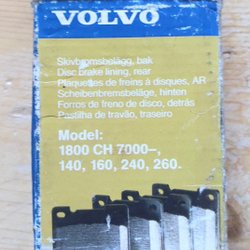 VOLVO
Skivbromsbelägg, bak
Disc brake lining, rear
Plaquettes de freins à disques, AR
Scheibenbremsbeläge, hinten
Forros de freno de disco, detrás
Pastilha de travão, traseiro
Model:
1800 CH 7000–,
140, 160, 240, 260.